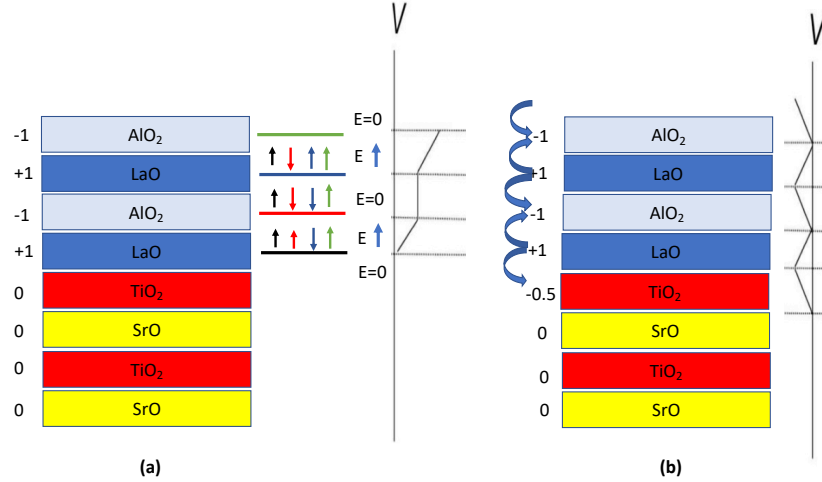 V
V
E=0
-1 AlO₂ E
+1 LaO E=0
-1 AlO₂ E
+1 LaO E=0
0 TiO₂
0 SrO
0 TiO₂
0 SrO
(a)
-1 AlO₂
+1 LaO
-1 AlO₂
+1 LaO
-0.5 TiO₂
0 SrO
0 TiO₂
0 SrO
(b)